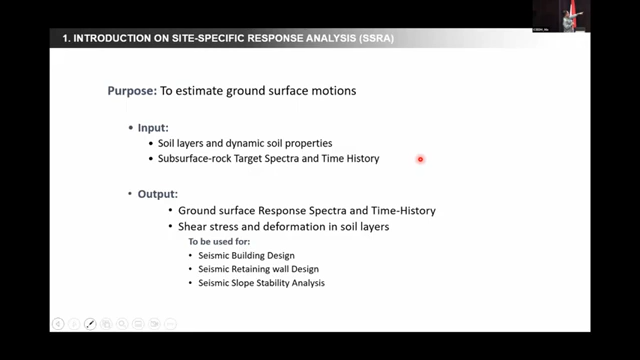 1. INTRODUCTION ON SITE-SPECIFIC RESPONSE ANALYSIS (SSRA)
Purpose: To estimate ground surface motions
• Input:
• Soil layers and dynamic soil properties
• Subsurface-rock Target Spectra and Time History
• Output:
• Ground surface Response Spectra and Time-History
• Shear stress and deformation in soil layers
To be used for:
• Seismic Building Design
• Seismic Retaining wall Design
• Seismic Slope Stability Analysis